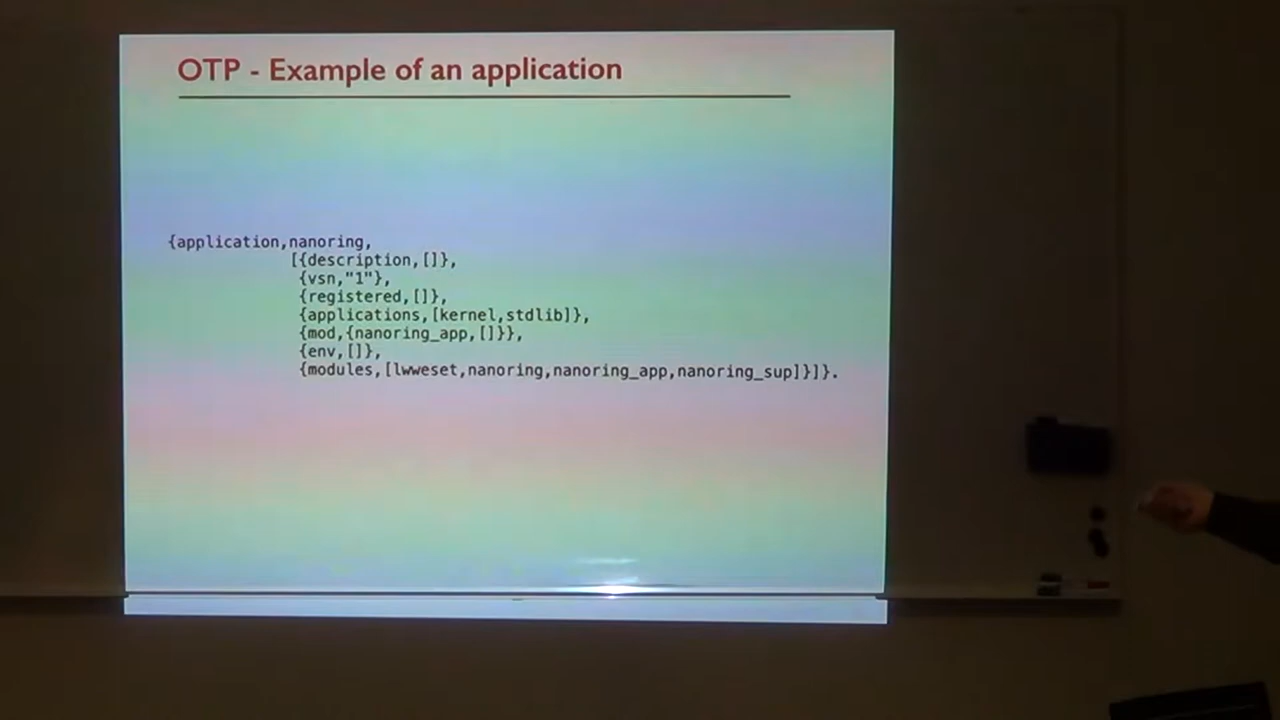 OTP - Example of an application
{application,nanoring,
[{description,[]},
{vsn,"1"},
{registered,[]},
{applications,[kernel,stdlib]},
{mod,{nanoring_app,[]}},
{env,[]},
{modules,[lwweset,nanoring,nanoring_app,nanoring_sup]}]}.